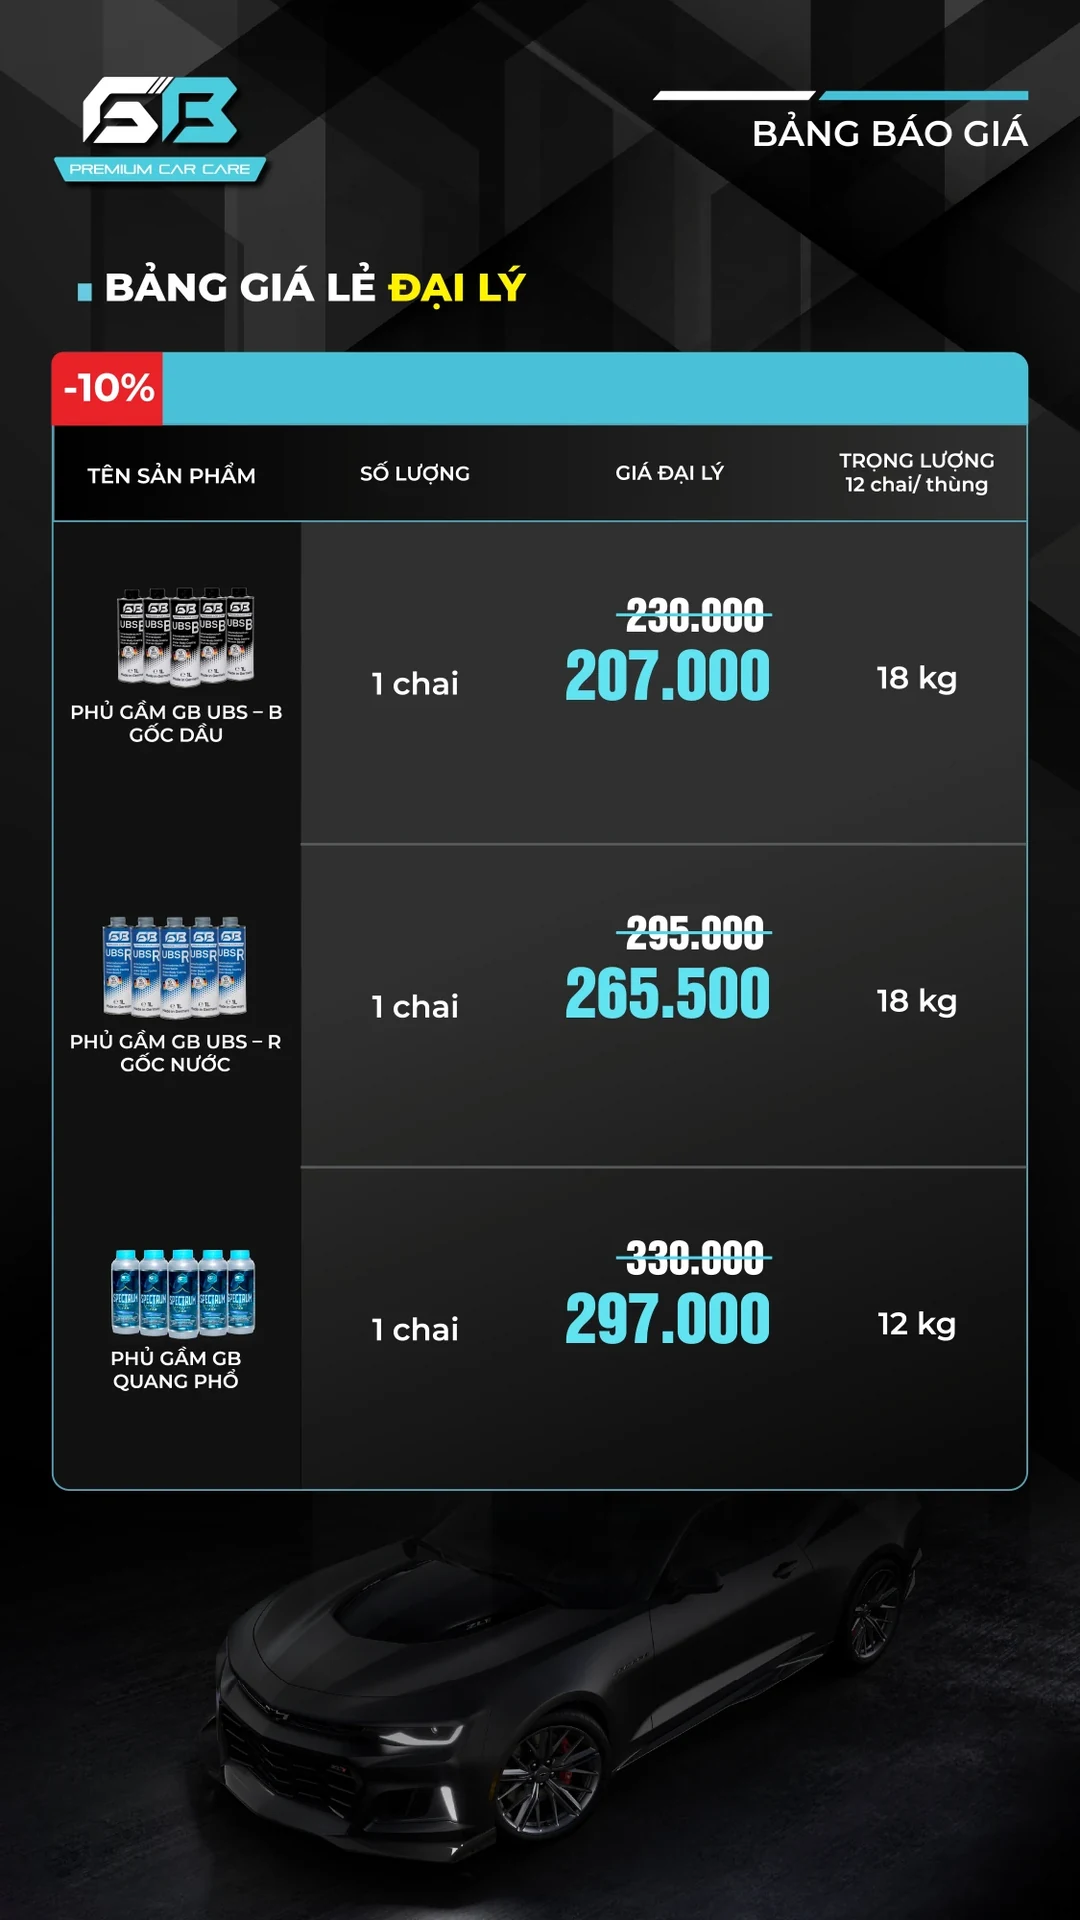 GB
PREMIUM CAR CARE
BẢNG BÁO GIÁ
BẢNG GIÁ LẺ ĐẠI LÝ
-10%
TÊN SẢN PHẨM
SỐ LƯỢNG
GIÁ ĐẠI LÝ
TRỌNG LƯỢNG
12 chai/ thùng
230.000
207.000
1 chai
18 kg
PHỦ GẦM GB UBS – B
GỐC DẦU
295.000
265.500
1 chai
18 kg
PHỦ GẦM GB UBS – R
GỐC NƯỚC
330.000
297.000
1 chai
12 kg
PHỦ GẦM GB
QUANG PHỔ